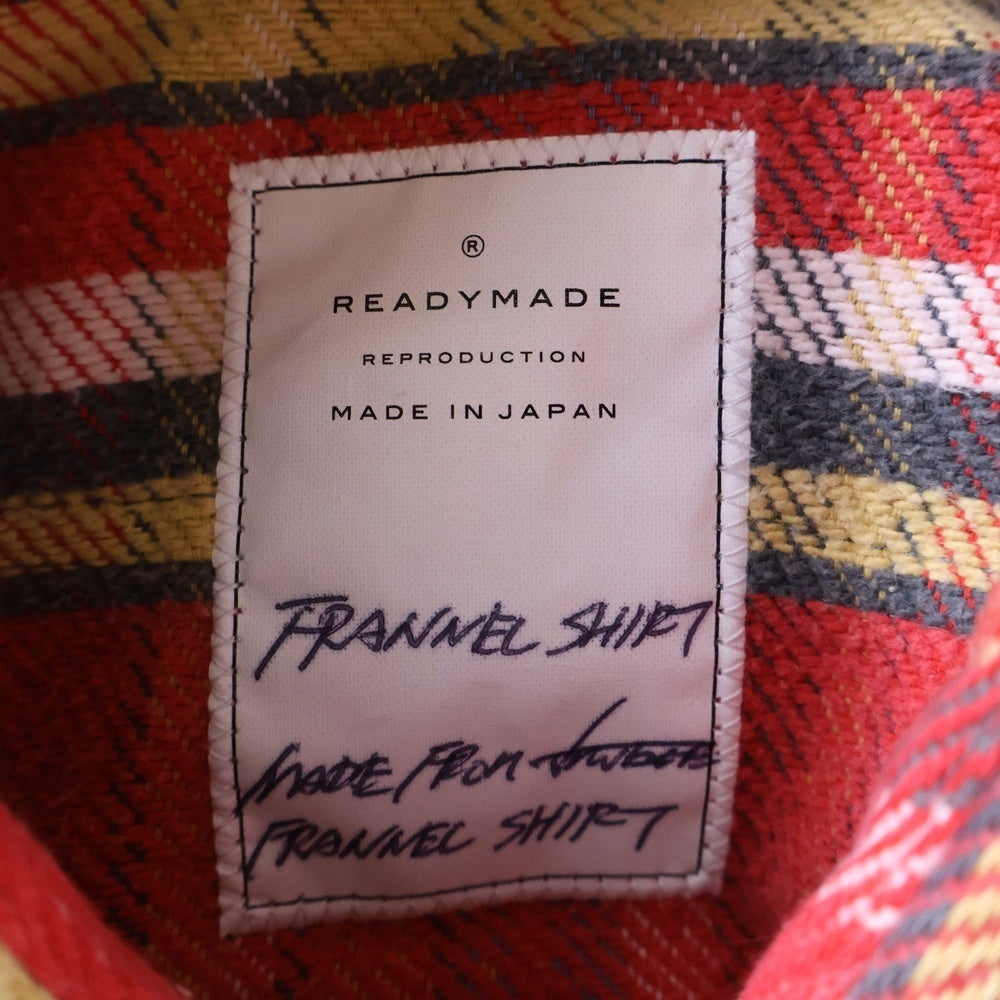 ®
READYMADE
REPRODUCTION
MADE IN JAPAN
FRANNEL SHIRT
MADE FROM
FRANNEL SHIRT